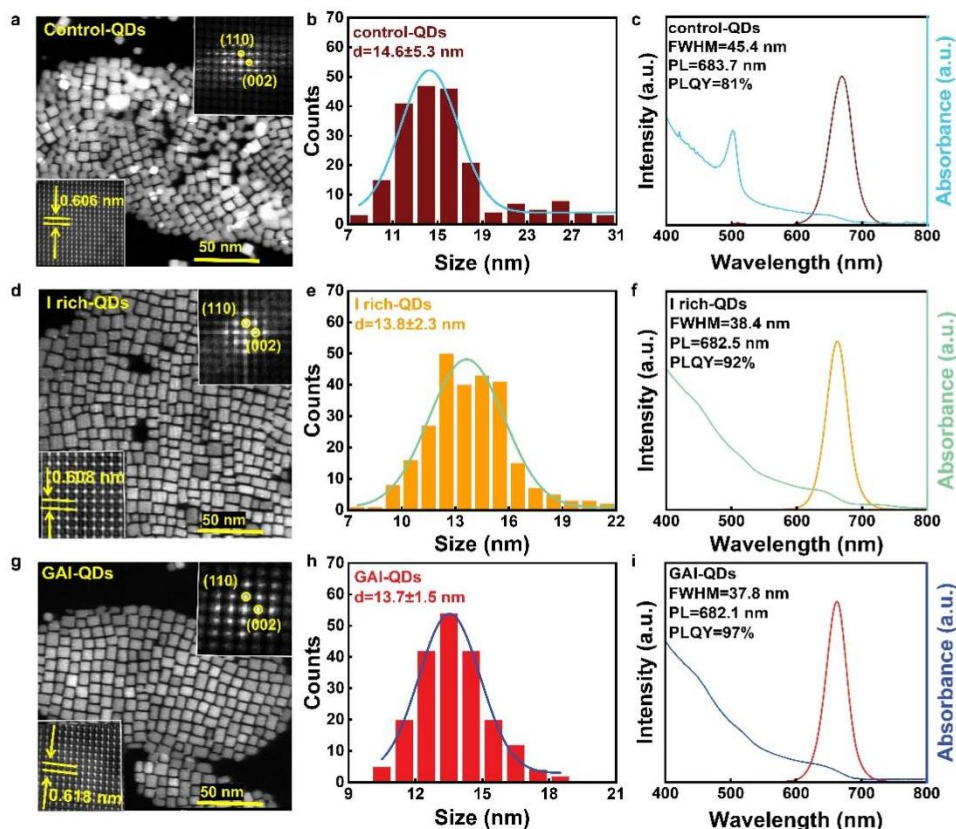 a
Control-QDs
(110)
(002)
0.606 nm
50 nm
b
control-QDs
d=14.6±5.3 nm
Counts
70
60
50
40
30
20
10
0
7 11 15 19 23 27 31
Size (nm)
c
control-QDs
FWHM=45.4 nm
PL=683.7 nm
PLQY=81%
Intensity (a.u.)
Absorbance (a.u.)
400 500 600 700 800
Wavelength (nm)
d
I rich-QDs
(110)
(002)
0.608 nm
50 nm
e
I rich-QDs
d=13.8±2.3 nm
Counts
70
60
50
40
30
20
10
0
7 10 13 16 19 22
Size (nm)
f
I rich-QDs
FWHM=38.4 nm
PL=682.5 nm
PLQY=92%
Intensity (a.u.)
Absorbance (a.u.)
400 500 600 700 800
Wavelength (nm)
g
GAI-QDs
(110)
(002)
0.618 nm
50 nm
h
GAI-QDs
d=13.7±1.5 nm
Counts
70
60
50
40
30
20
10
0
9 12 15 18 21
Size (nm)
i
GAI-QDs
FWHM=37.8 nm
PL=682.1 nm
PLQY=97%
Intensity (a.u.)
Absorbance (a.u.)
400 500 600 700 800
Wavelength (nm)